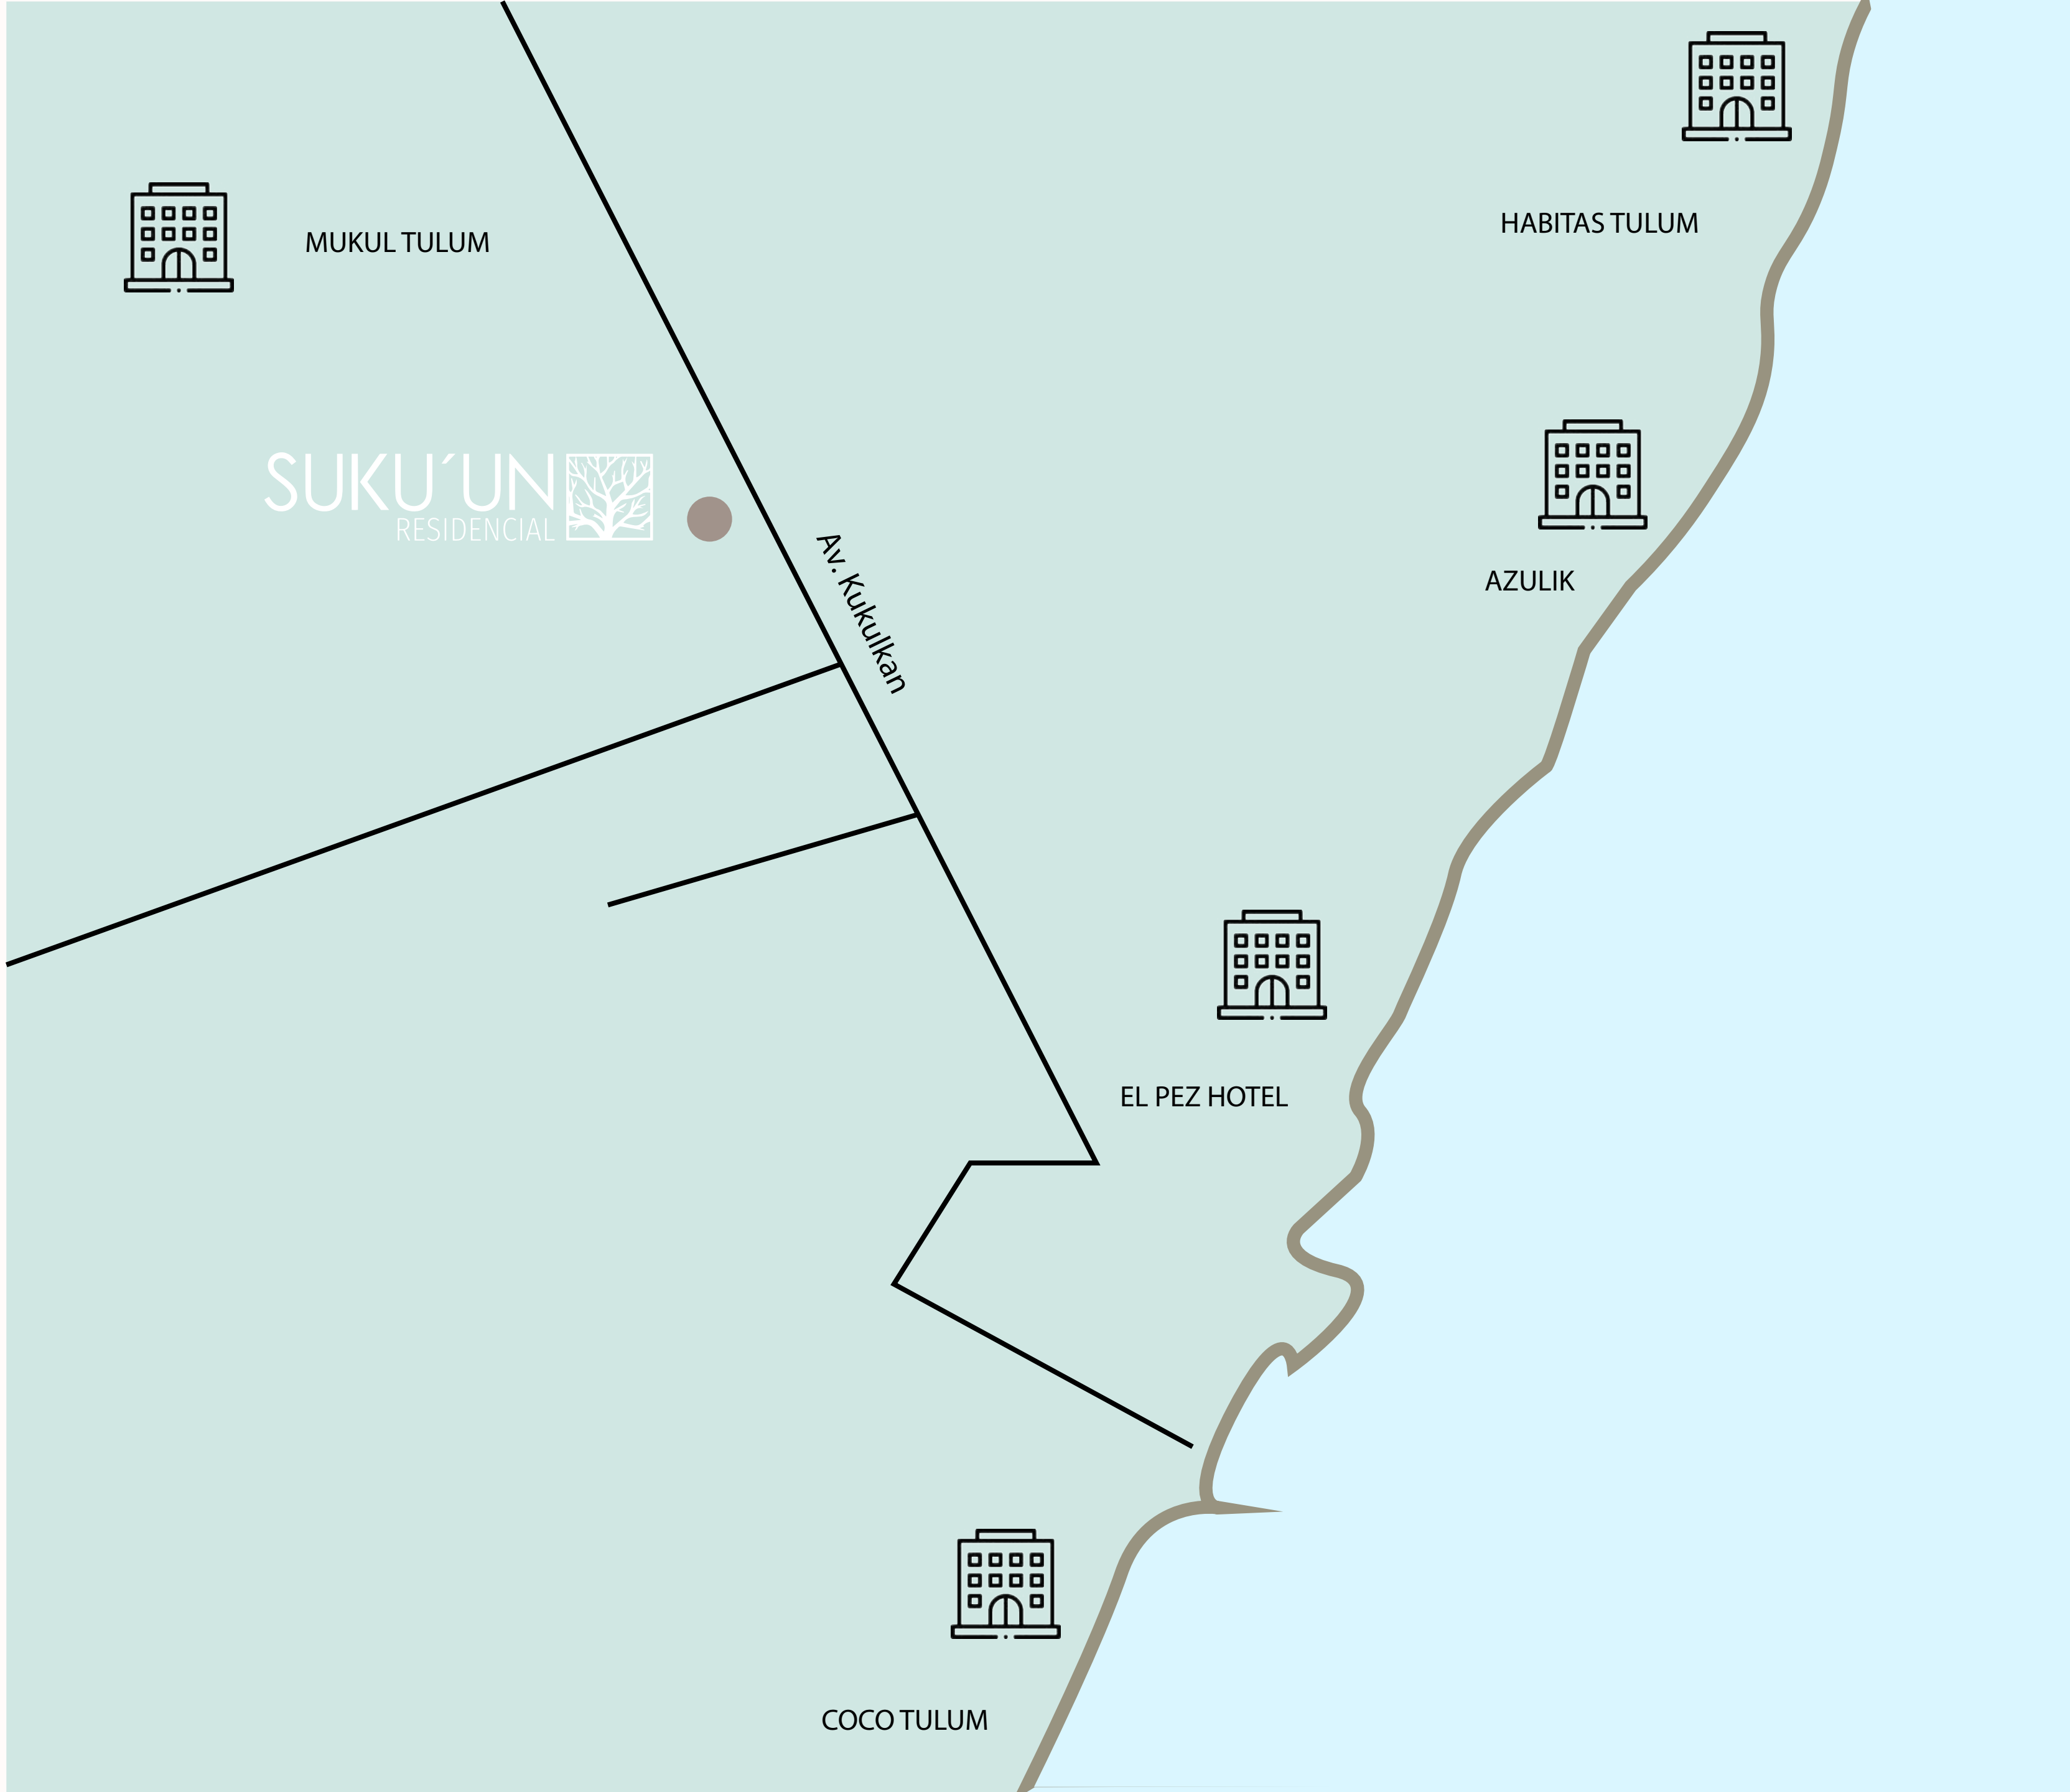 HABITAS TULUM
MUKUL TULUM
SUKU´UN
RESIDENCIAL
Av. Kukulkan
AZULIK
EL PEZ HOTEL
COCO TULUM